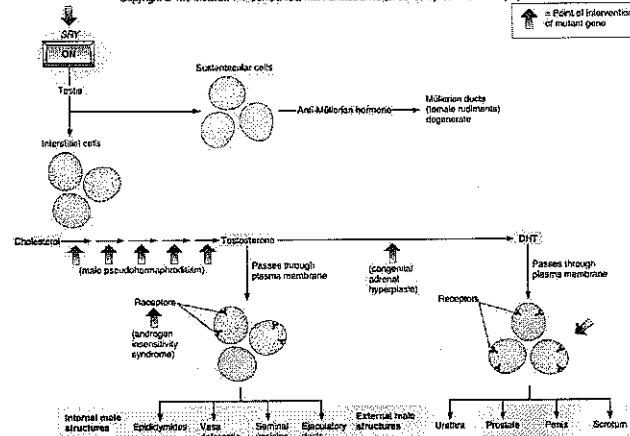 = Point of intervention
of mutant gene
SRY
ON
Testis
Sustentacular cells
Anti-Müllerian hormone
Müllerian ducts
(female rudiments)
degenerate
Interstitial cells
Cholesterol
Testosterone
DHT
(male pseudohermaphroditism)
(congenital
adrenal
hyperplasia)
Passes through
plasma membrane
Passes through
plasma membrane
Receptors
(androgen
insensitivity
syndrome)
Receptors
Internal male
structures
Epididymides
Vasa
Seminal
Ejaculatory
External male
structures
Urethra
Prostate
Penis
Scrotum